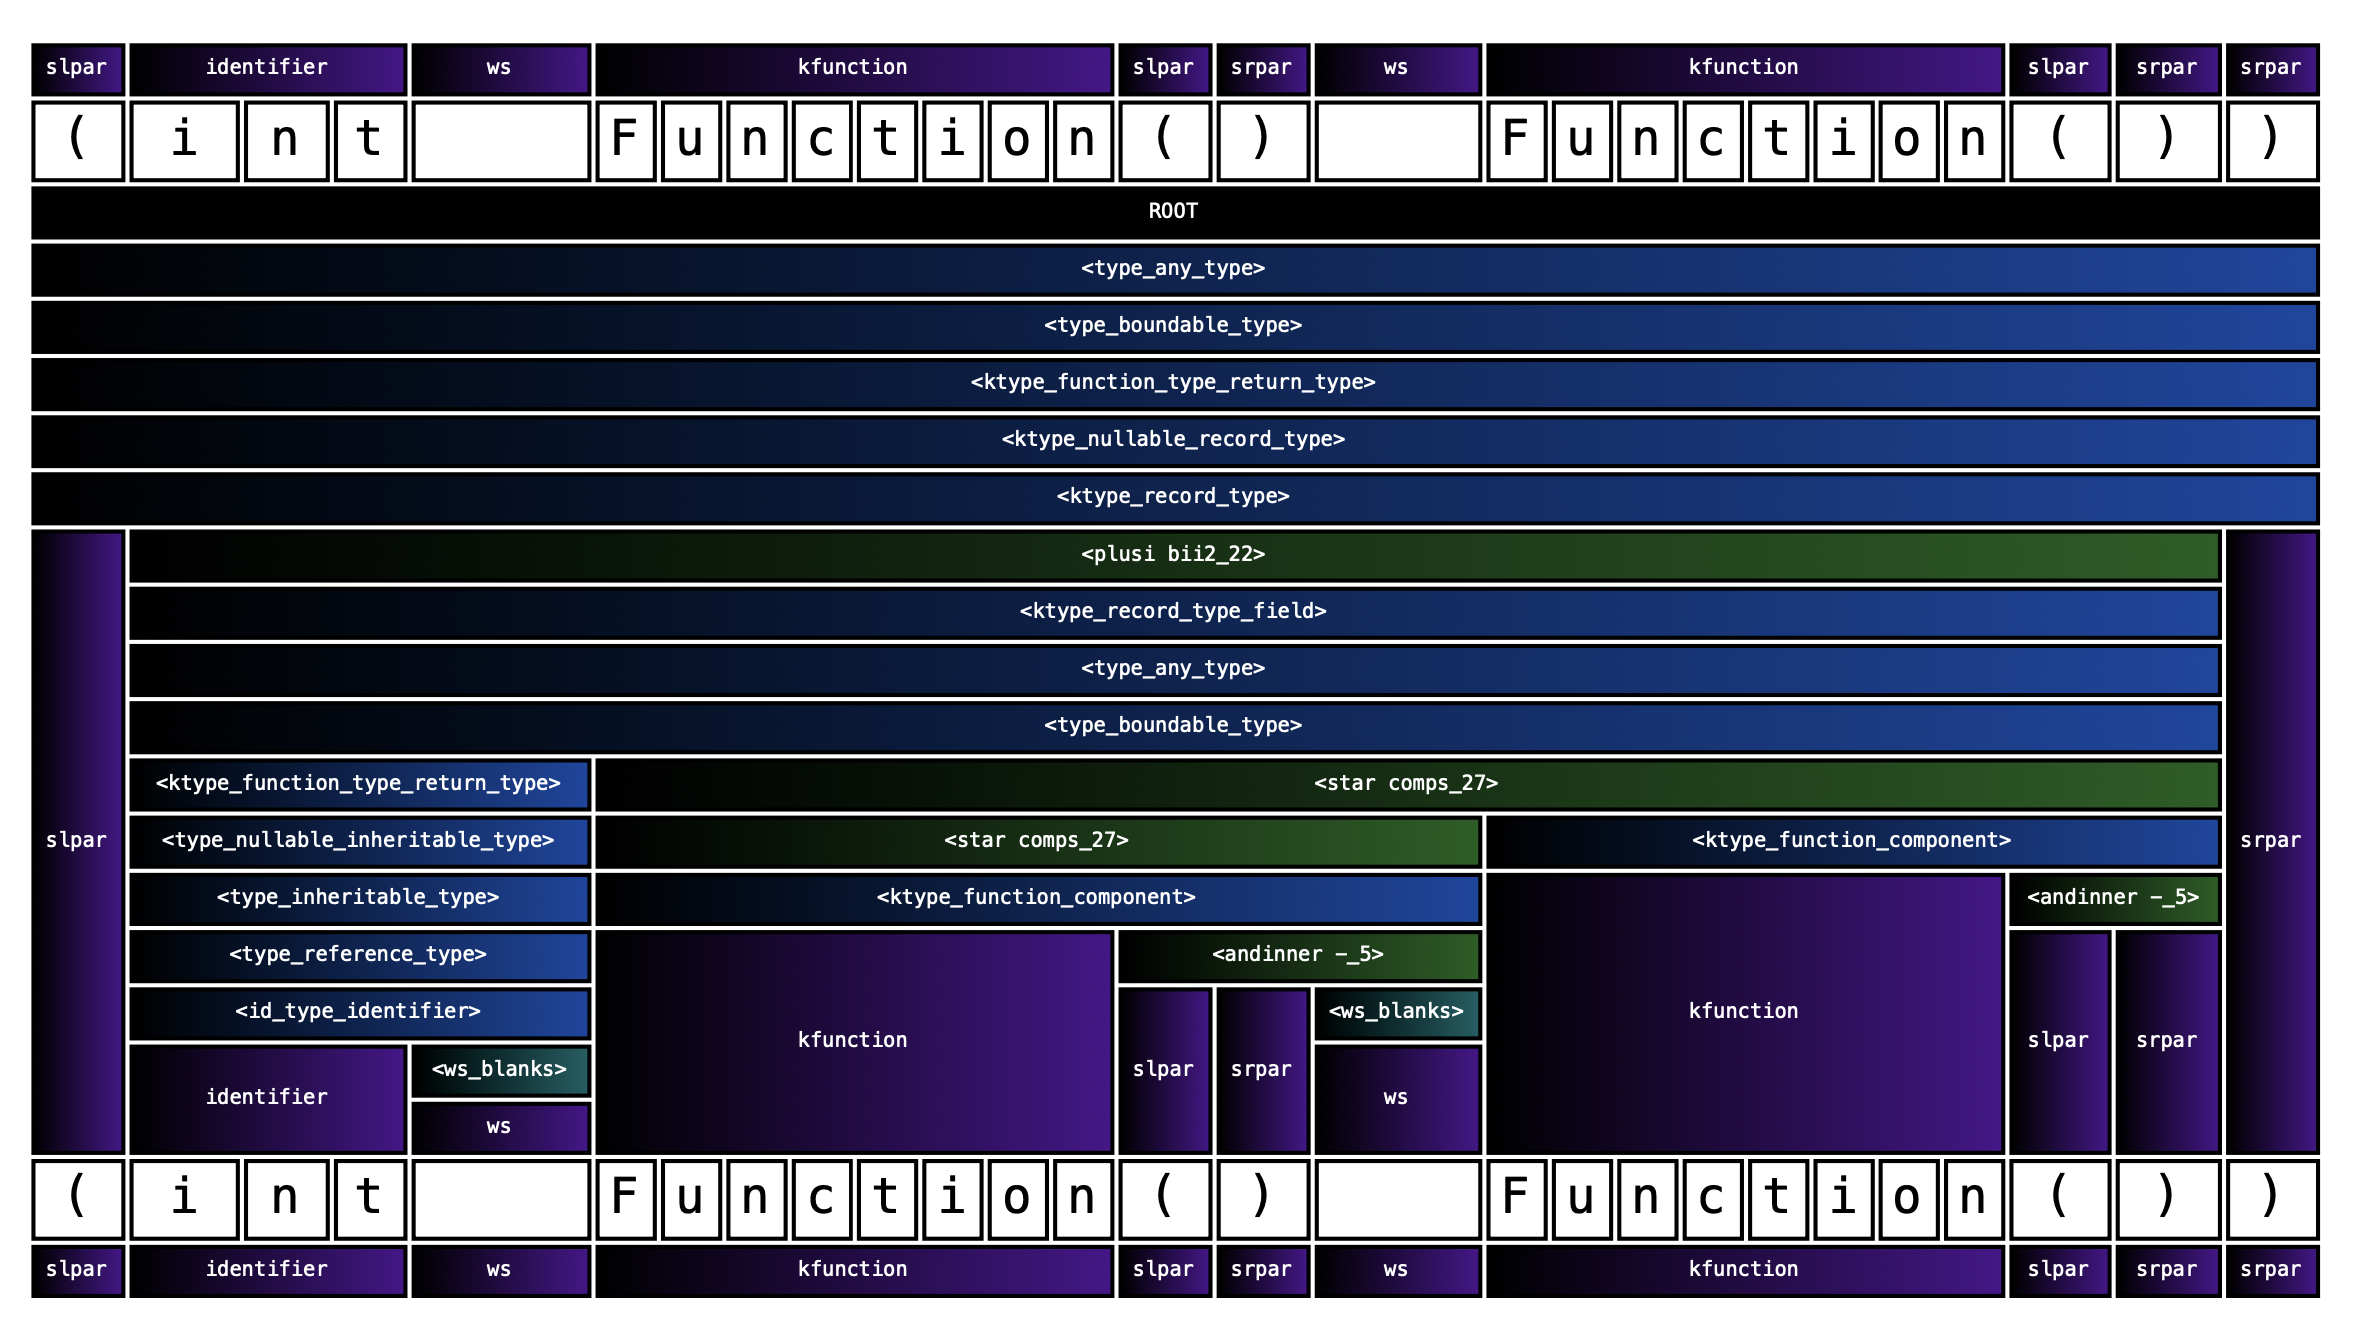 slpar identifier ws kfunction slpar srpar ws kfunction slpar srpar srpar
( i n t F u n c t i o n ( ) F u n c t i o n ( ) )
ROOT
<type_any_type>
<type_boundable_type>
<ktype_function_type_return_type>
<ktype_nullable_record_type>
<ktype_record_type>
<plusi bii2_22>
<ktype_record_type_field>
<type_any_type>
<type_boundable_type>
<ktype_function_type_return_type> <star comps_27>
slpar <type_nullable_inheritable_type> <star comps_27> <ktype_function_component> srpar
<type_inheritable_type> <ktype_function_component> <andinner -_5>
<type_reference_type> <andinner -_5>
<id_type_identifier> <ws_blanks> kfunction
kfunction slpar srpar
<ws_blanks> slpar srpar
identifier ws
ws
( i n t F u n c t i o n ( ) F u n c t i o n ( ) )
slpar identifier ws kfunction slpar srpar ws kfunction slpar srpar srpar